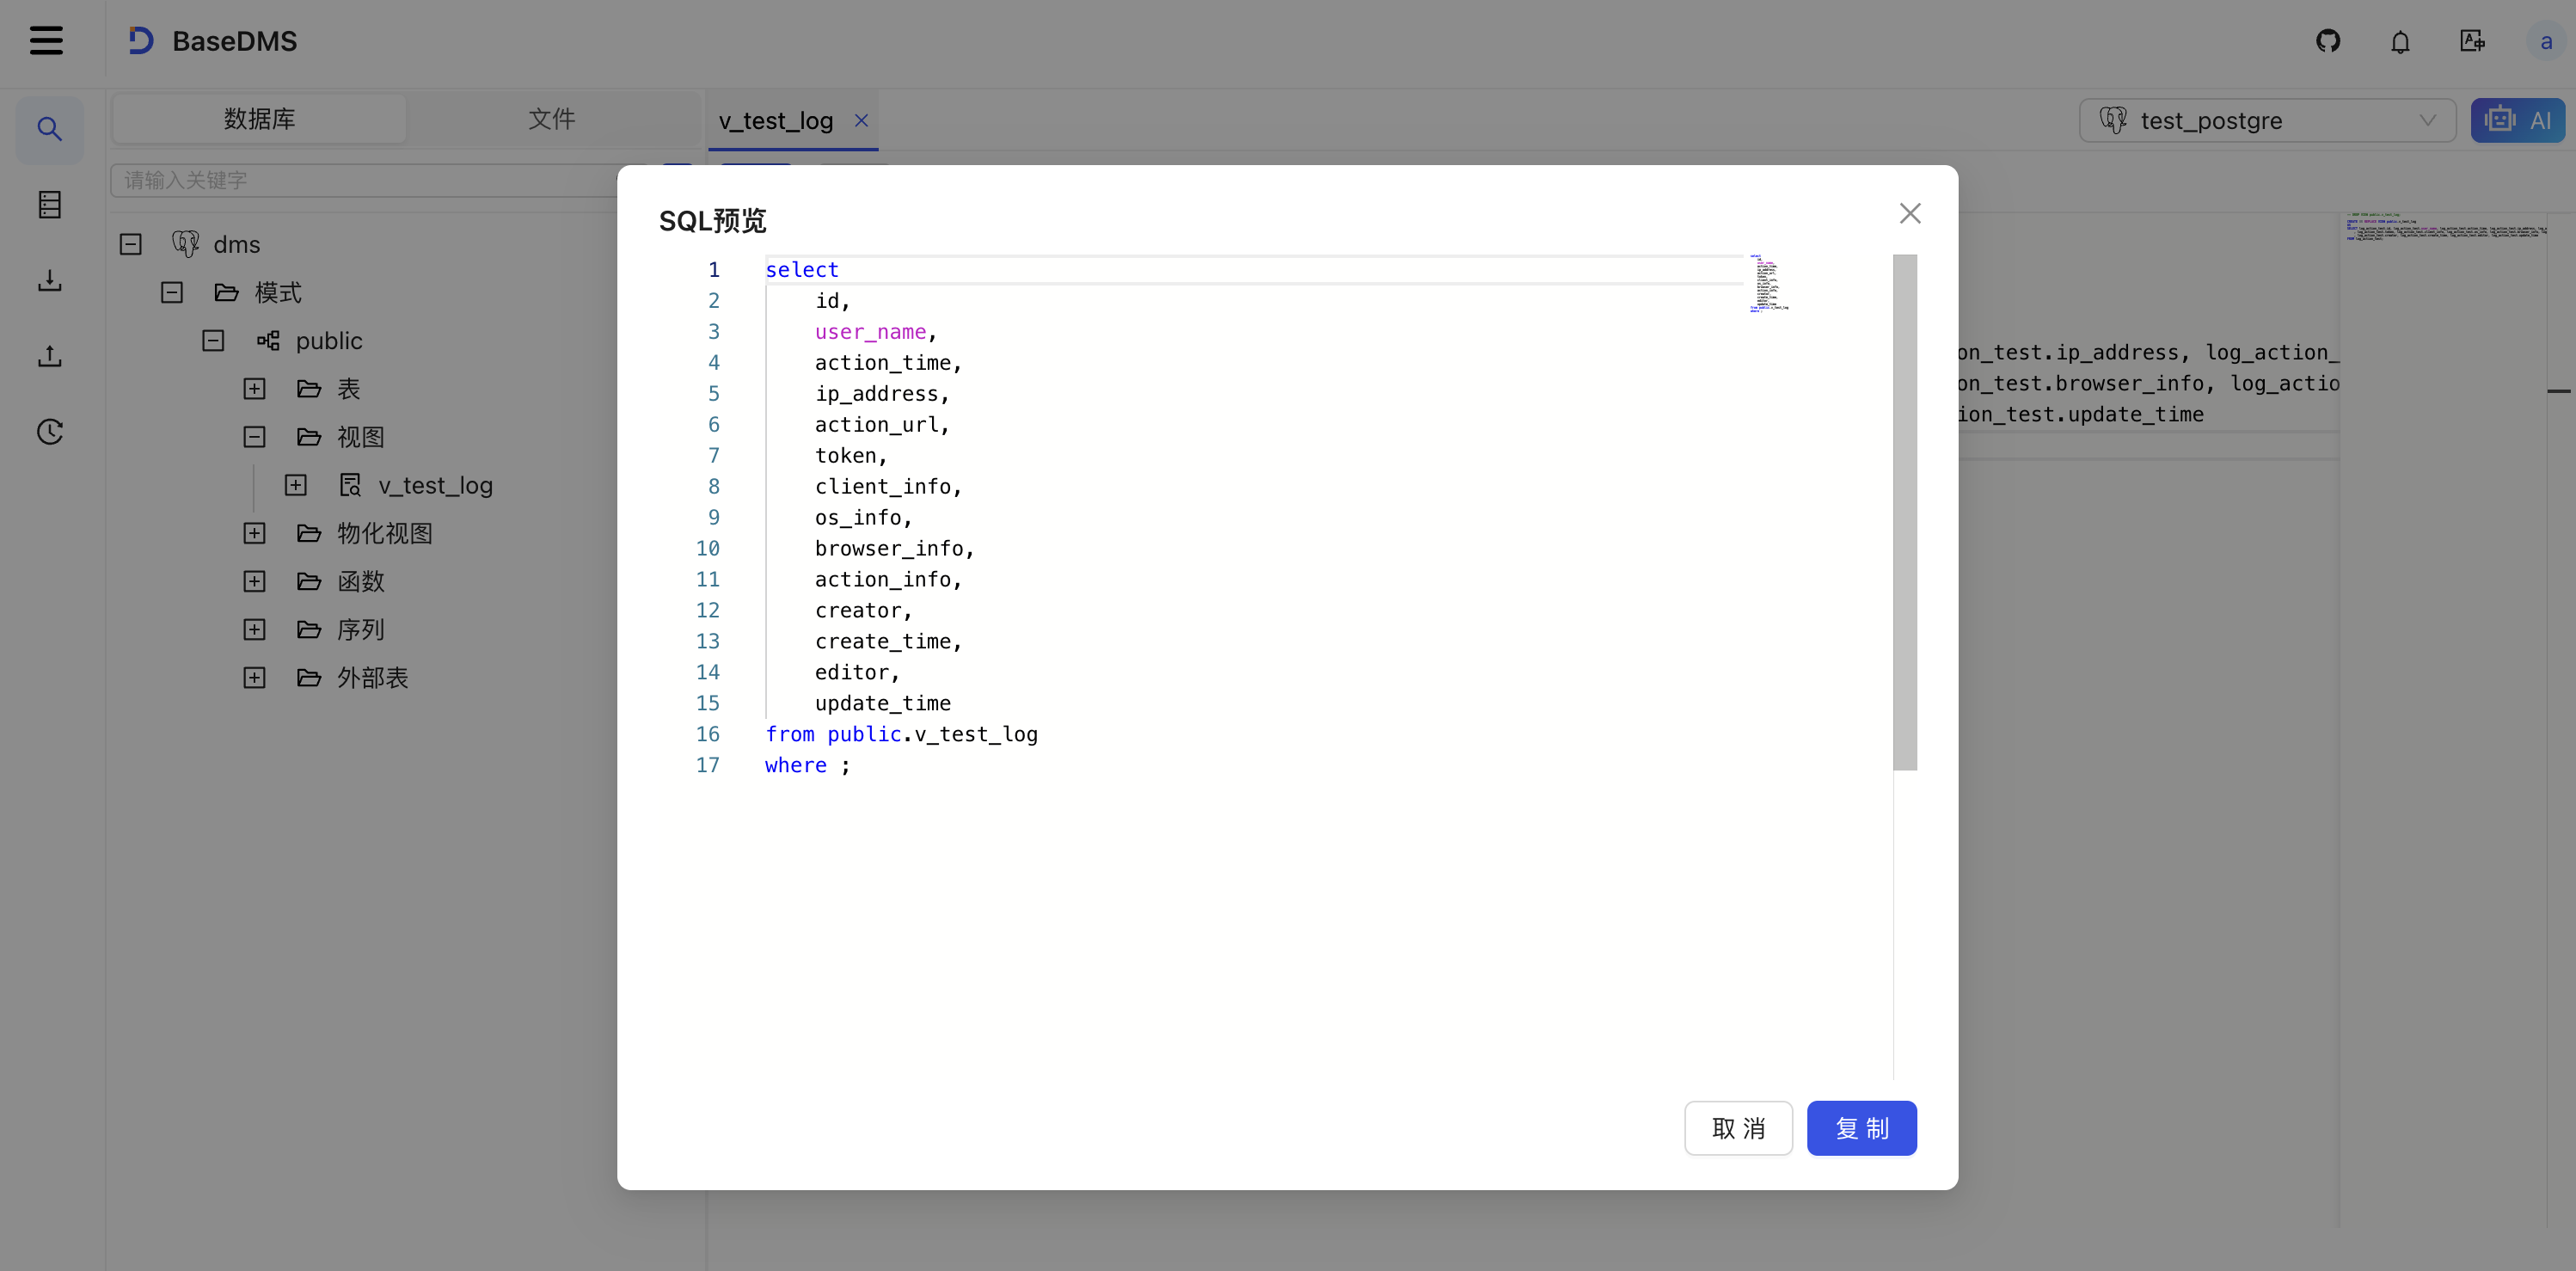 BaseDMS
a
数据库
文件
v_test_log
test_postgre
AI
请输入关键字
dms
模式
public
表
视图
v_test_log
物化视图
函数
序列
外部表
SQL预览
1 select
2 id,
3 user_name,
4 action_time,
5 ip_address,
6 action_url,
7 token,
8 client_info,
9 os_info,
10 browser_info,
11 action_info,
12 creator,
13 create_time,
14 editor,
15 update_time
16 from public.v_test_log
17 where ;
on_test.ip_address, log_action_
on_test.browser_info, log_actio
ion_test.update_time
取 消
复 制